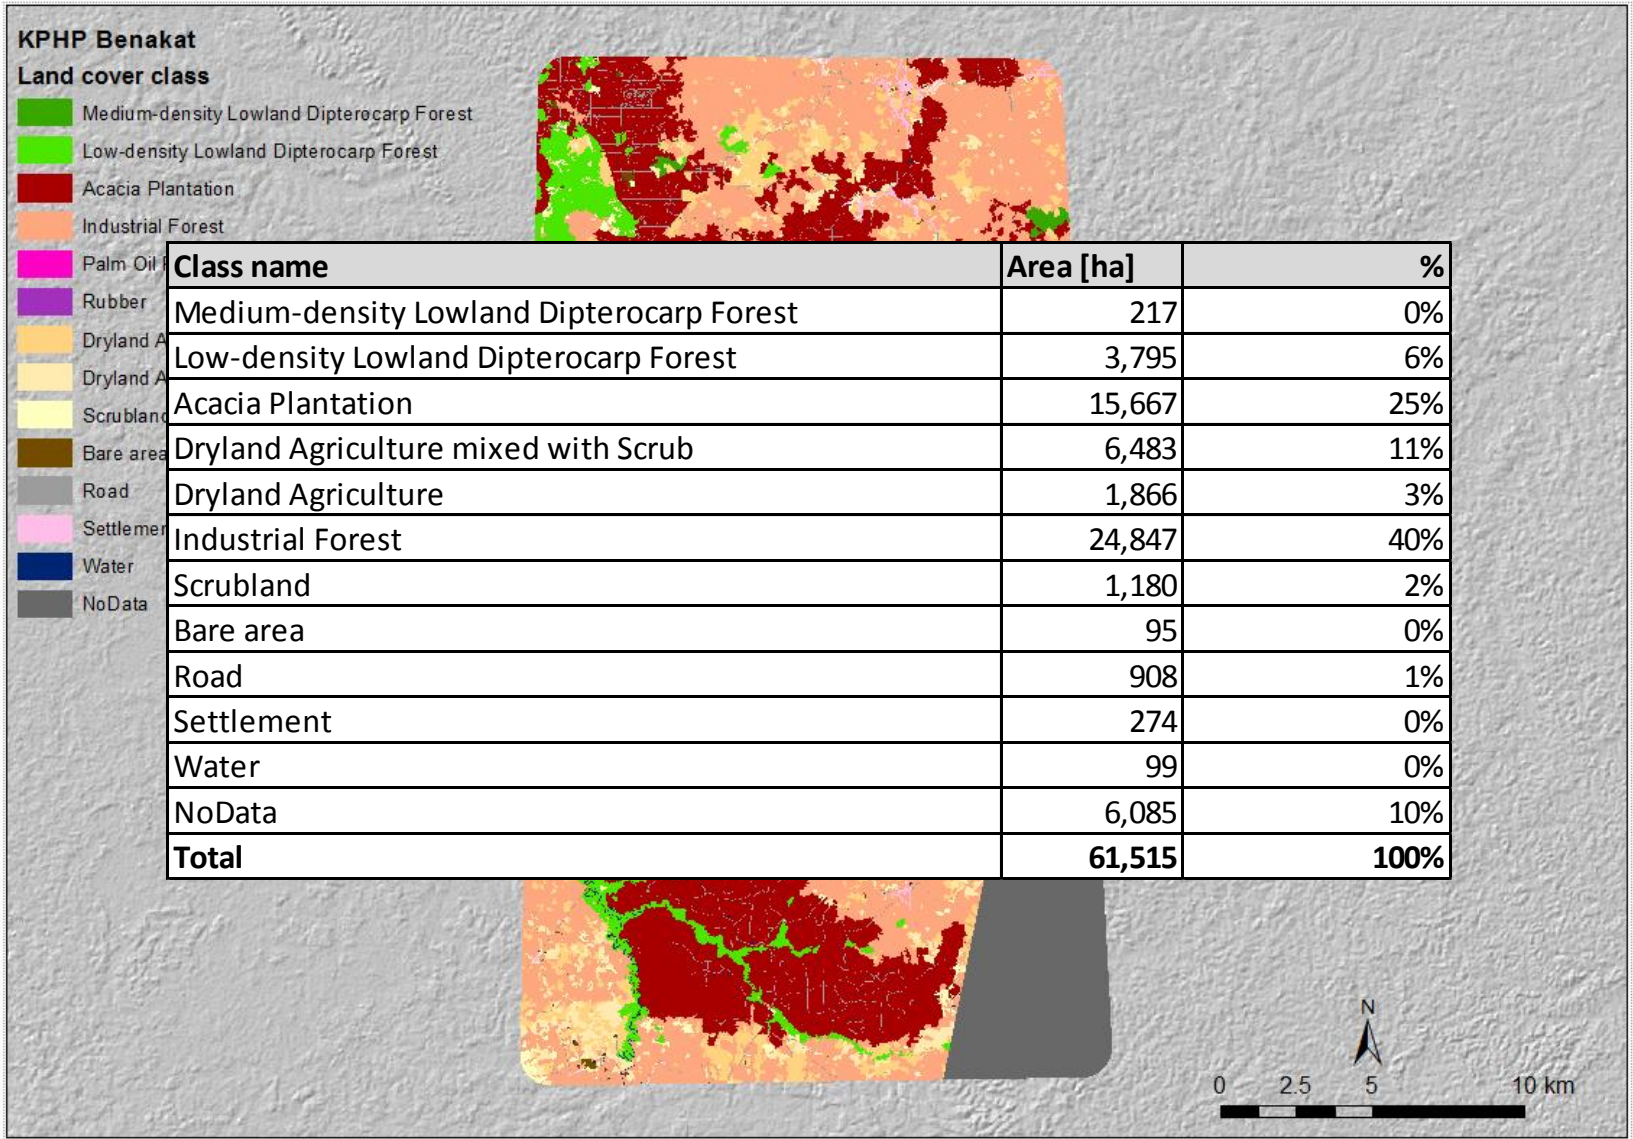 KPHP Benakat
Land cover class
Medium-density Lowland Dipterocarp Forest
Low-density Lowland Dipterocarp Forest
Acacia Plantation
Industrial Forest
Palm Oil
Rubber
Dryland
Dryland
Bare area
Road
Water
NoData
Class name Area [ha] %
Medium-density Lowland Dipterocarp Forest 217 0%
Low-density Lowland Dipterocarp Forest 3,795 6%
Acacia Plantation 15,667 25%
Dryland Agriculture mixed with Scrub 6,483 11%
Dryland Agriculture 1,866 3%
Industrial Forest 24,847 40%
Scrubland 1,180 2%
Bare area 95 0%
Road 908 1%
Settlement 274 0%
Water 99 0%
NoData 6,085 10%
Total 61,515 100%
N
0 2.5 5 10 km